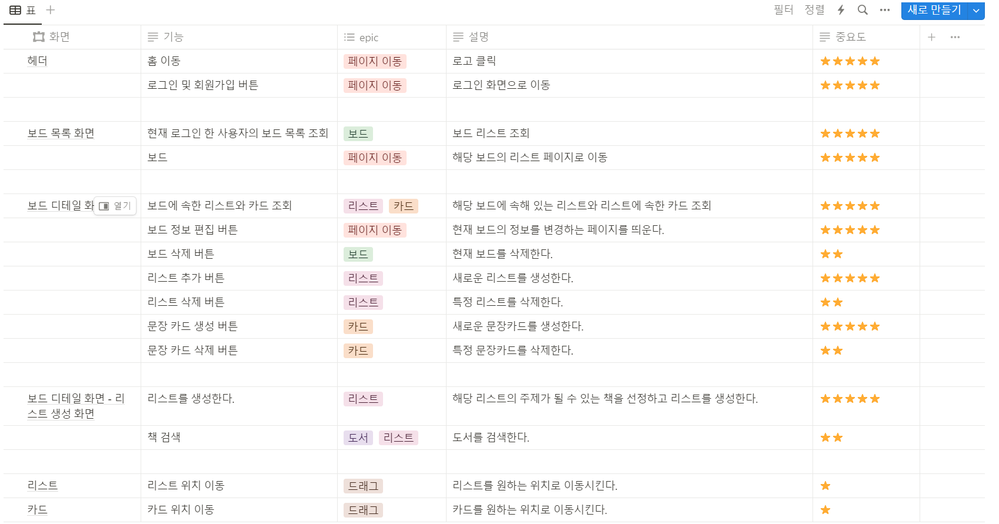 표
필터 정렬 새로 만들기
화면 기능 epic 설명 중요도
헤더 홈 이동 페이지 이동 로고 클릭 ★★★★★
로그인 및 회원가입 버튼 페이지 이동 로그인 화면으로 이동 ★★★★★
보드 목록 화면 현재 로그인 한 사용자의 보드 목록 조회 보드 보드 리스트 조회 ★★★★★
보드 페이지 이동 해당 보드의 리스트 페이지로 이동 ★★★★★
보드 디테일 화 열기 보드에 속한 리스트와 카드 조회 리스트 카드 해당 보드에 속해 있는 리스트와 리스트에 속한 카드 조회 ★★★★★
보드 정보 편집 버튼 페이지 이동 현재 보드의 정보를 변경하는 페이지를 띄운다. ★★★★★
보드 삭제 버튼 보드 현재 보드를 삭제한다. ★★
리스트 추가 버튼 리스트 새로운 리스트를 생성한다. ★★★★★
리스트 삭제 버튼 리스트 특정 리스트를 삭제한다. ★★
문장 카드 생성 버튼 카드 새로운 문장카드를 생성한다. ★★★★★
문장 카드 삭제 버튼 카드 특정 문장카드를 삭제한다. ★★
보드 디테일 화면 - 리 리스트를 생성한다. 리스트 해당 리스트의 주제가 될 수 있는 책을 선정하고 리스트를 생성한다. ★★★★★
스트 생성 화면
책 검색 도서 리스트 도서를 검색한다. ★★
리스트 리스트 위치 이동 드래그 리스트를 원하는 위치로 이동시킨다. ★
카드 카드 위치 이동 드래그 카드를 원하는 위치로 이동시킨다. ★